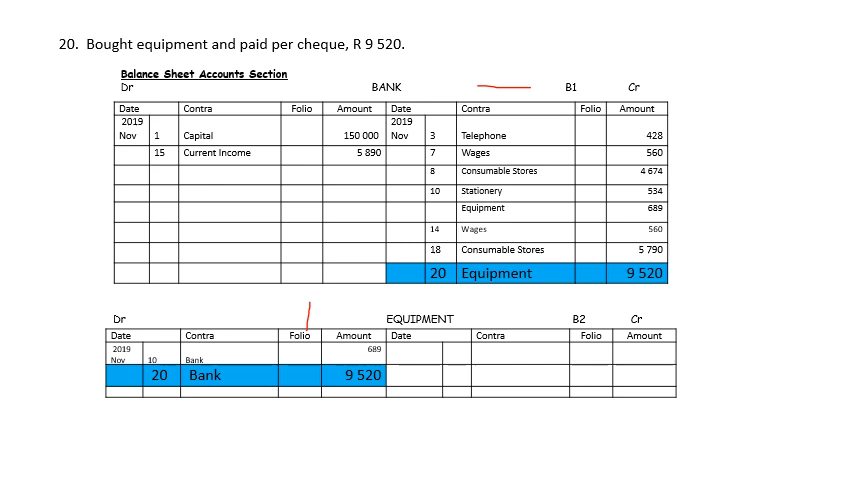 20. Bought equipment and paid per cheque, R 9 520.
Balance Sheet Accounts Section
Dr BANK B1 Cr
Date Contra Folio Amount Date Contra Folio Amount
2019 2019
Nov 1 Capital 150 000 Nov 3 Telephone 428
15 Current Income 5 890 7 Wages 560
8 Consumable Stores 4 674
10 Stationery 534
Equipment 689
14 Wages 560
18 Consumable Stores 5 790
20 Equipment 9 520
Dr EQUIPMENT B2 Cr
Date Contra Folio Amount Date Contra Folio Amount
2019 689
Nov 10 Bank
20 Bank 9 520